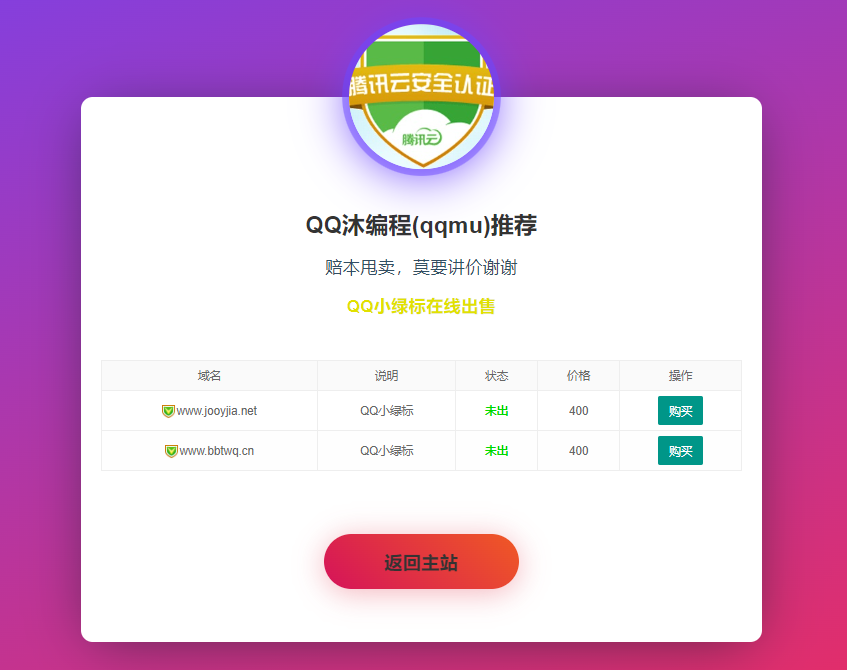 腾讯云安全认证
腾讯云
QQ沐编程(qqmu)推荐
赔本甩卖，莫要讲价谢谢
QQ小绿标在线出售
域名 说明 状态 价格 操作
www.jooyjia.net QQ小绿标 未出 400 购买
www.bbtwq.cn QQ小绿标 未出 400 购买
返回主站